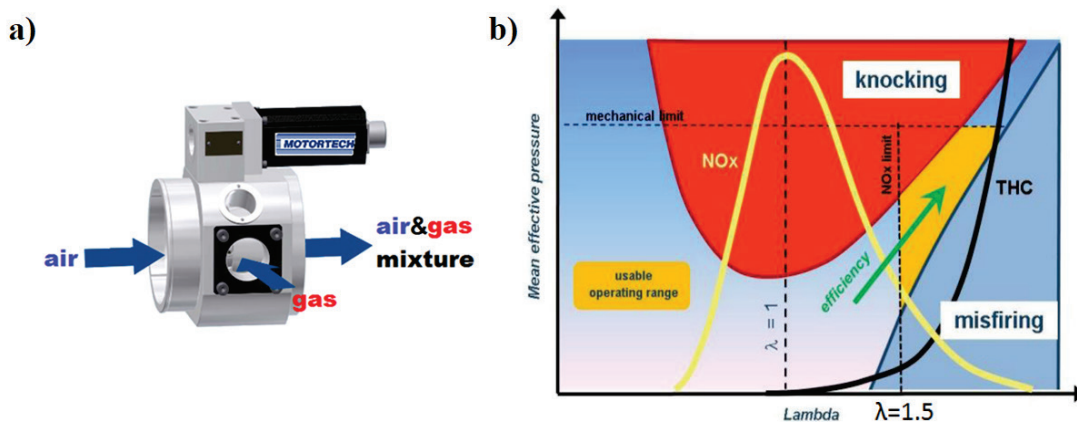 a)
MOTORTECH
air
air&gas
mixture
gas
b)
Mean effective pressure
knocking
mechanical limit
NOx
NOx limit
THC
usable
operating range
efficiency
λ = 1
misfiring
Lambda
λ=1.5